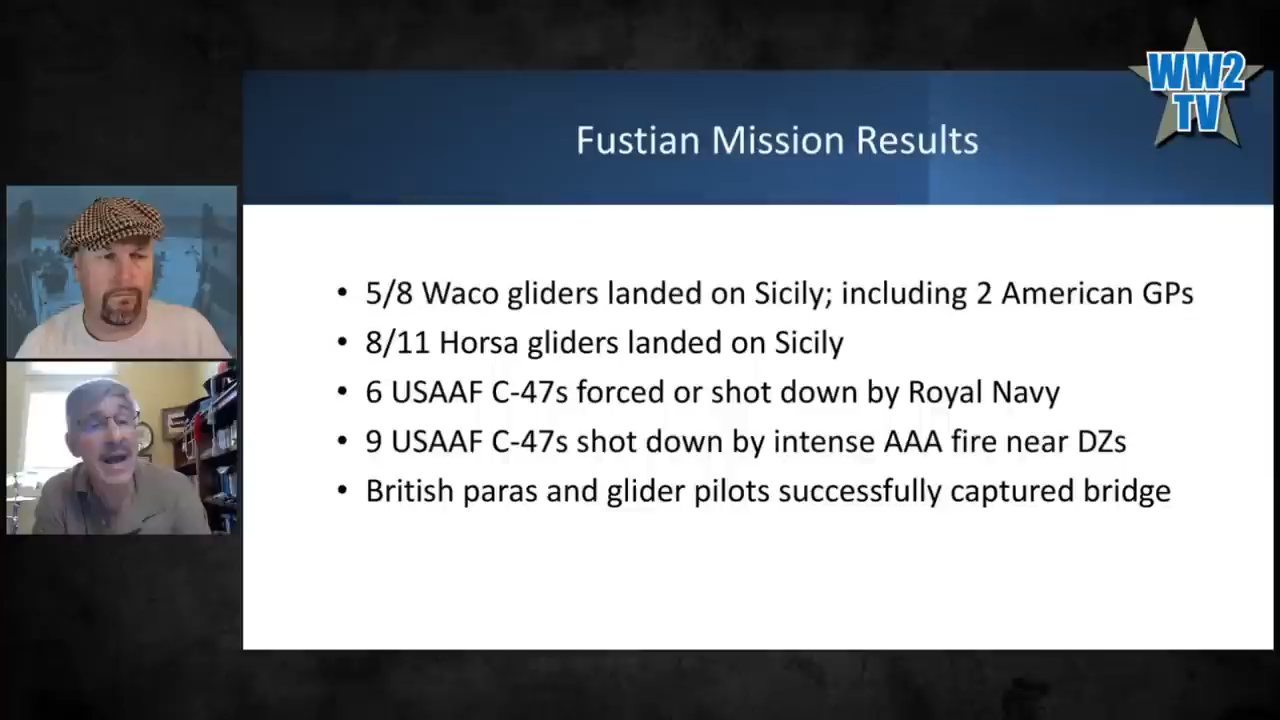 WW2
TV
Fustian Mission Results
• 5/8 Waco gliders landed on Sicily; including 2 American GPs
• 8/11 Horsa gliders landed on Sicily
• 6 USAAF C-47s forced or shot down by Royal Navy
• 9 USAAF C-47s shot down by intense AAA fire near DZs
• British paras and glider pilots successfully captured bridge